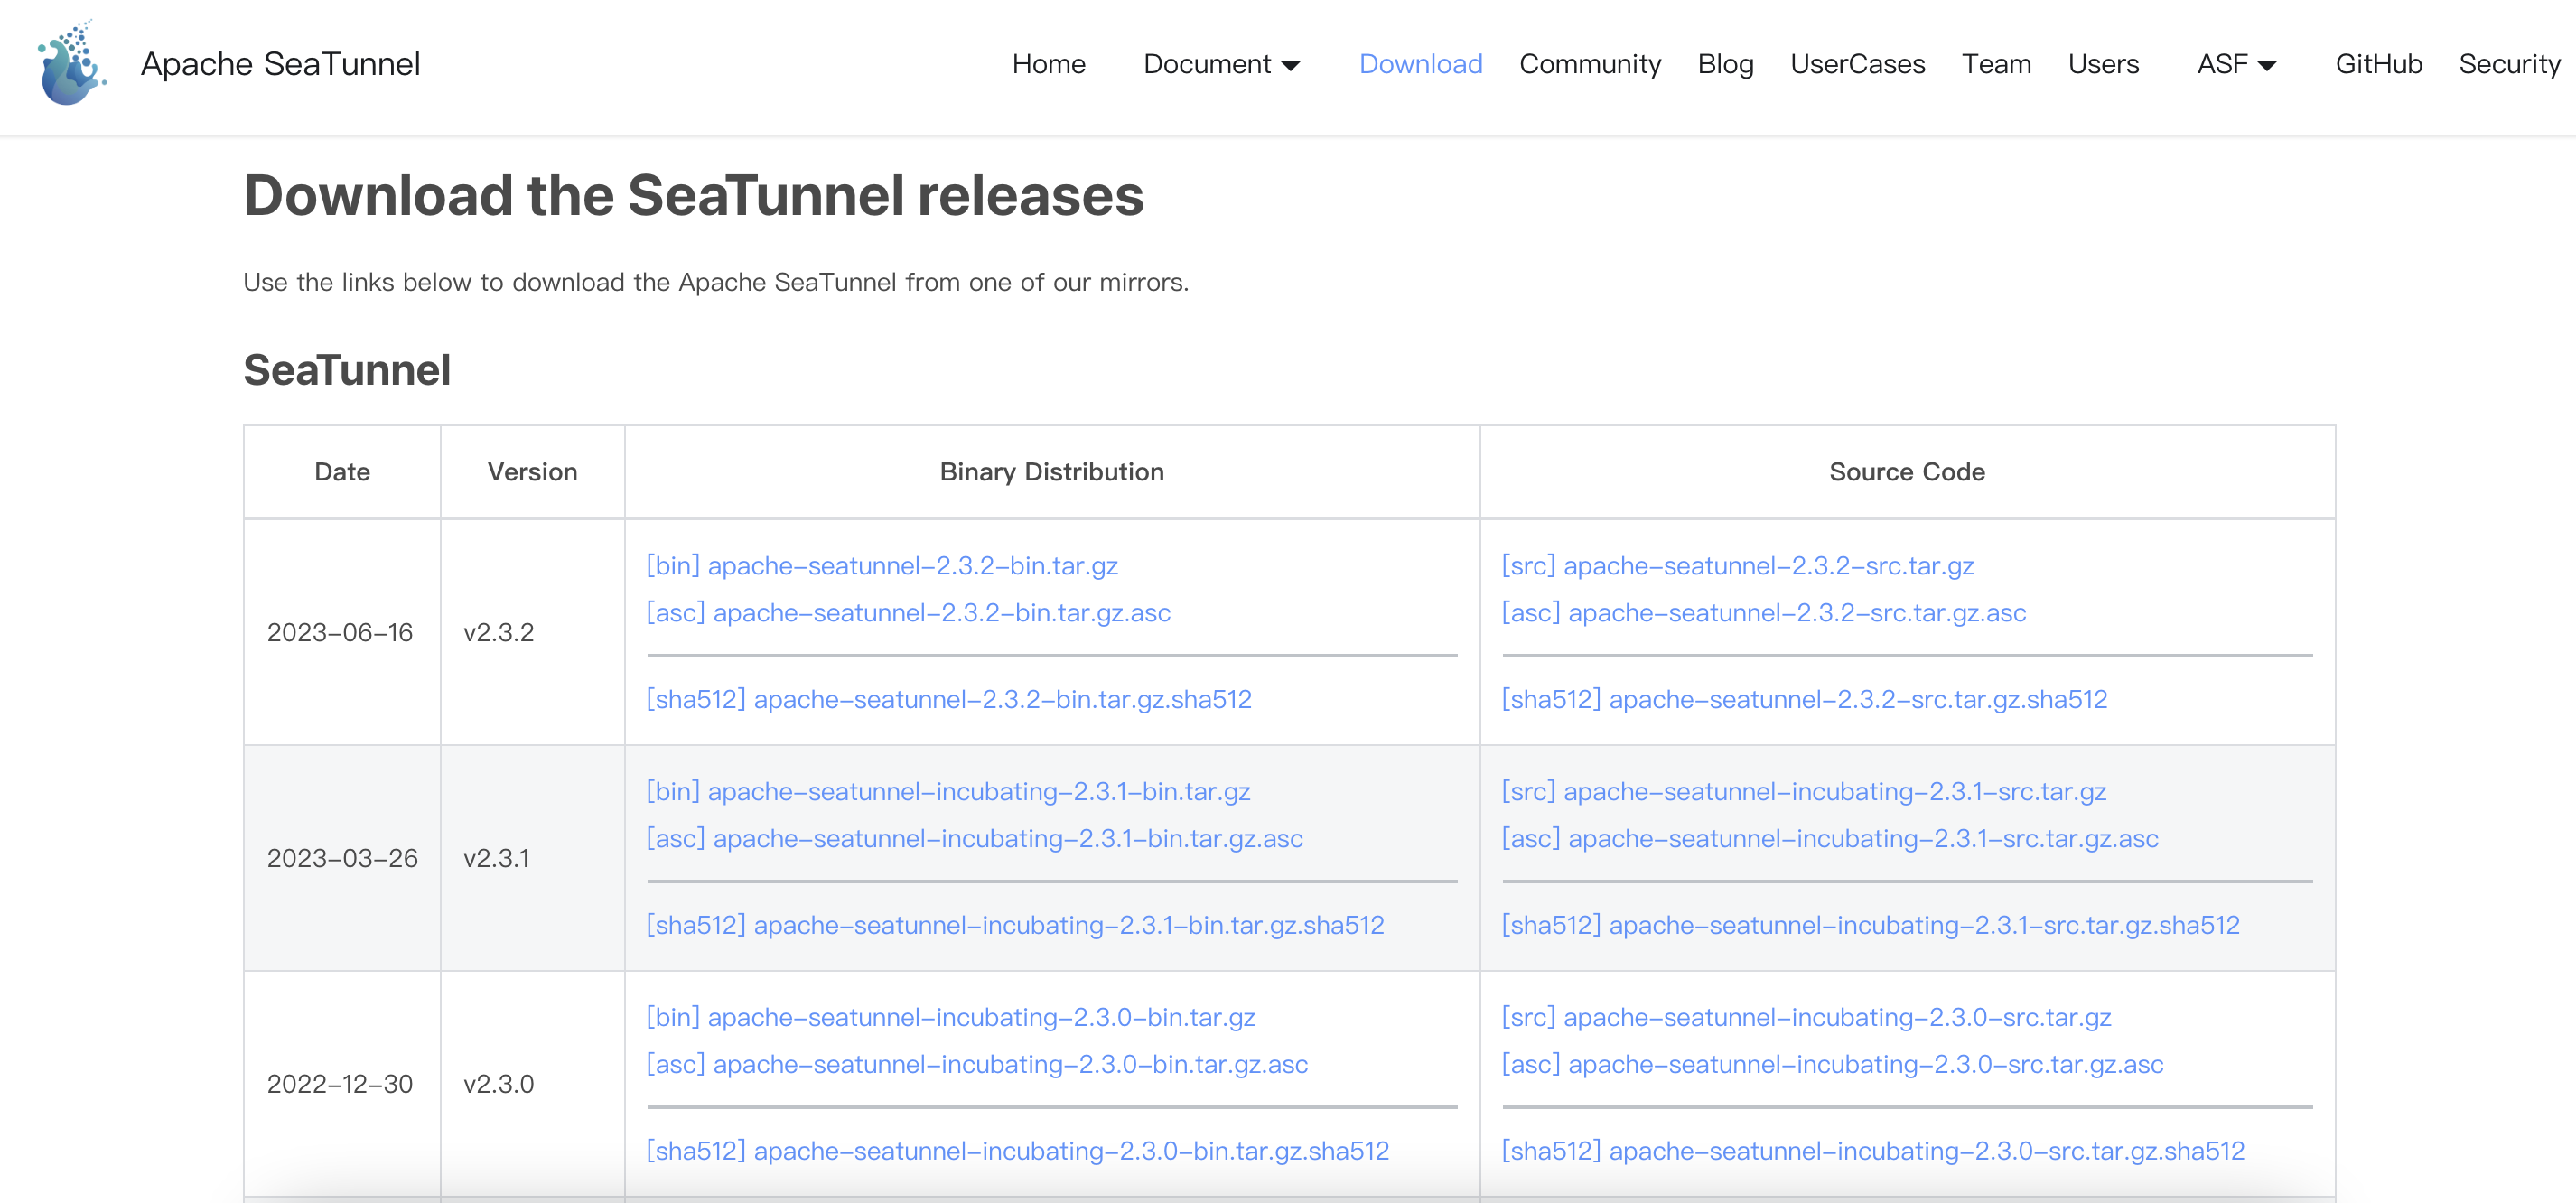 Apache SeaTunnel
Home Document Download Community Blog UserCases Team Users ASF GitHub Security
Download the SeaTunnel releases
Use the links below to download the Apache SeaTunnel from one of our mirrors.
SeaTunnel
Date Version Binary Distribution Source Code
[bin] apache-seatunnel-2.3.2-bin.tar.gz [src] apache-seatunnel-2.3.2-src.tar.gz
[asc] apache-seatunnel-2.3.2-bin.tar.gz.asc [asc] apache-seatunnel-2.3.2-src.tar.gz.asc
2023-06-16 v2.3.2
[sha512] apache-seatunnel-2.3.2-bin.tar.gz.sha512 [sha512] apache-seatunnel-2.3.2-src.tar.gz.sha512
[bin] apache-seatunnel-incubating-2.3.1-bin.tar.gz [src] apache-seatunnel-incubating-2.3.1-src.tar.gz
[asc] apache-seatunnel-incubating-2.3.1-bin.tar.gz.asc [asc] apache-seatunnel-incubating-2.3.1-src.tar.gz.asc
2023-03-26 v2.3.1
[sha512] apache-seatunnel-incubating-2.3.1-bin.tar.gz.sha512 [sha512] apache-seatunnel-incubating-2.3.1-src.tar.gz.sha512
[bin] apache-seatunnel-incubating-2.3.0-bin.tar.gz [src] apache-seatunnel-incubating-2.3.0-src.tar.gz
[asc] apache-seatunnel-incubating-2.3.0-bin.tar.gz.asc [asc] apache-seatunnel-incubating-2.3.0-src.tar.gz.asc
2022-12-30 v2.3.0
[sha512] apache-seatunnel-incubating-2.3.0-bin.tar.gz.sha512 [sha512] apache-seatunnel-incubating-2.3.0-src.tar.gz.sha512